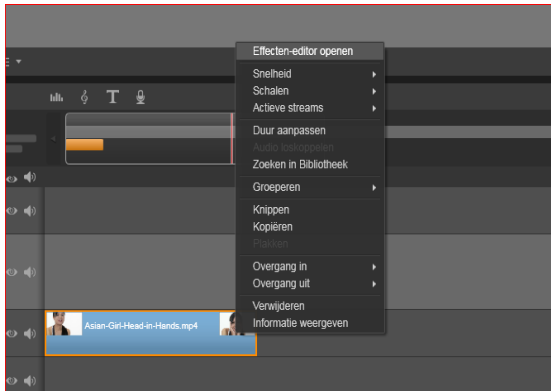 Effecten-editor openen
Snelheid
Schalen
Actieve streams
Duur aanpassen
Audio loskoppelen
Zoeken in Bibliotheek
Groeperen
Knippen
Kopiëren
Plakken
Overgang in
Overgang uit
Verwijderen
Informatie weergeven
Asian-Girl-Head-in-Hands.mp4